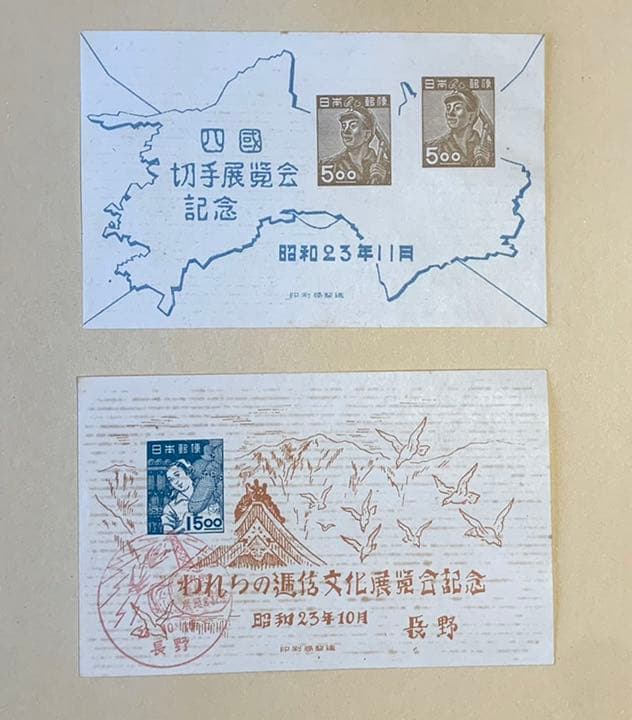 日本郵便
5.00
日本郵便
5.00
四國
切手展覧会
記念
昭和23年11月
印刷局製造
日本郵便
15.00
われらの逓信文化展覧会記念
昭和23年10月 長野
長野
印刷局製造